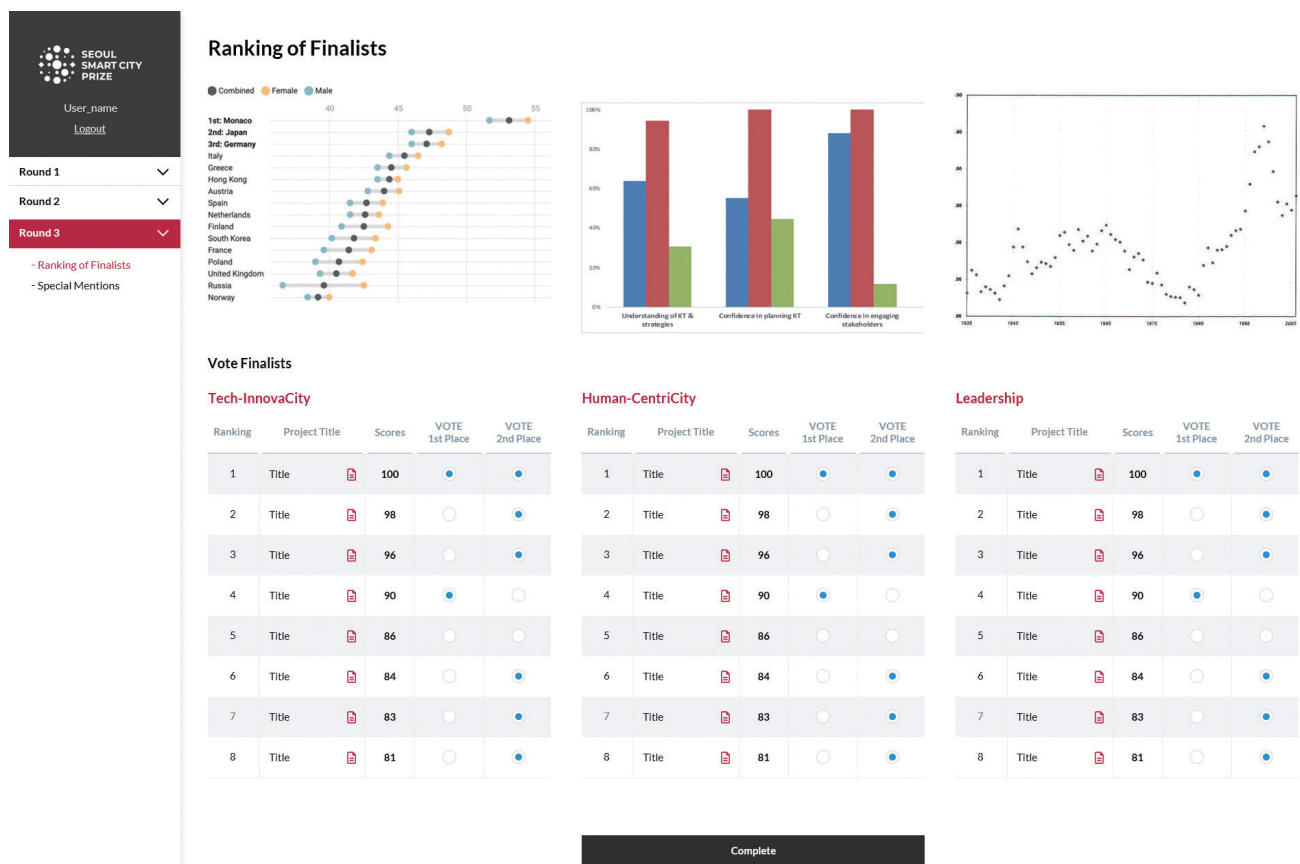 SEOUL
SMART CITY
PRIZE
User_name
Logout
Round 1
Round 2
Round 3
- Ranking of Finalists
- Special Mentions
Ranking of Finalists
Combined Female Male
40 45 50 55
1st: Monaco
2nd: Japan
3rd: Germany
Italy
Greece
Hong Kong
Austria
Spain
Netherlands
Finland
South Korea
France
Poland
United Kingdom
Russia
Norway
100%
80%
60%
40%
20%
0%
Understanding of KT & strategies
Confidence in planning KT
Confidence in engaging stakeholders
.00
.30
.00
.00
.00
.00
.00
1935 1945 1955 1965 1975 1985 1995 2005
Vote Finalists
Tech-InnovaCity
Ranking Project Title Scores VOTE 1st Place VOTE 2nd Place
1 Title 100
2 Title 98
3 Title 96
4 Title 90
5 Title 86
6 Title 84
7 Title 83
8 Title 81
Human-CentriCity
Ranking Project Title Scores VOTE 1st Place VOTE 2nd Place
1 Title 100
2 Title 98
3 Title 96
4 Title 90
5 Title 86
6 Title 84
7 Title 83
8 Title 81
Leadership
Ranking Project Title Scores VOTE 1st Place VOTE 2nd Place
1 Title 100
2 Title 98
3 Title 96
4 Title 90
5 Title 86
6 Title 84
7 Title 83
8 Title 81
Complete